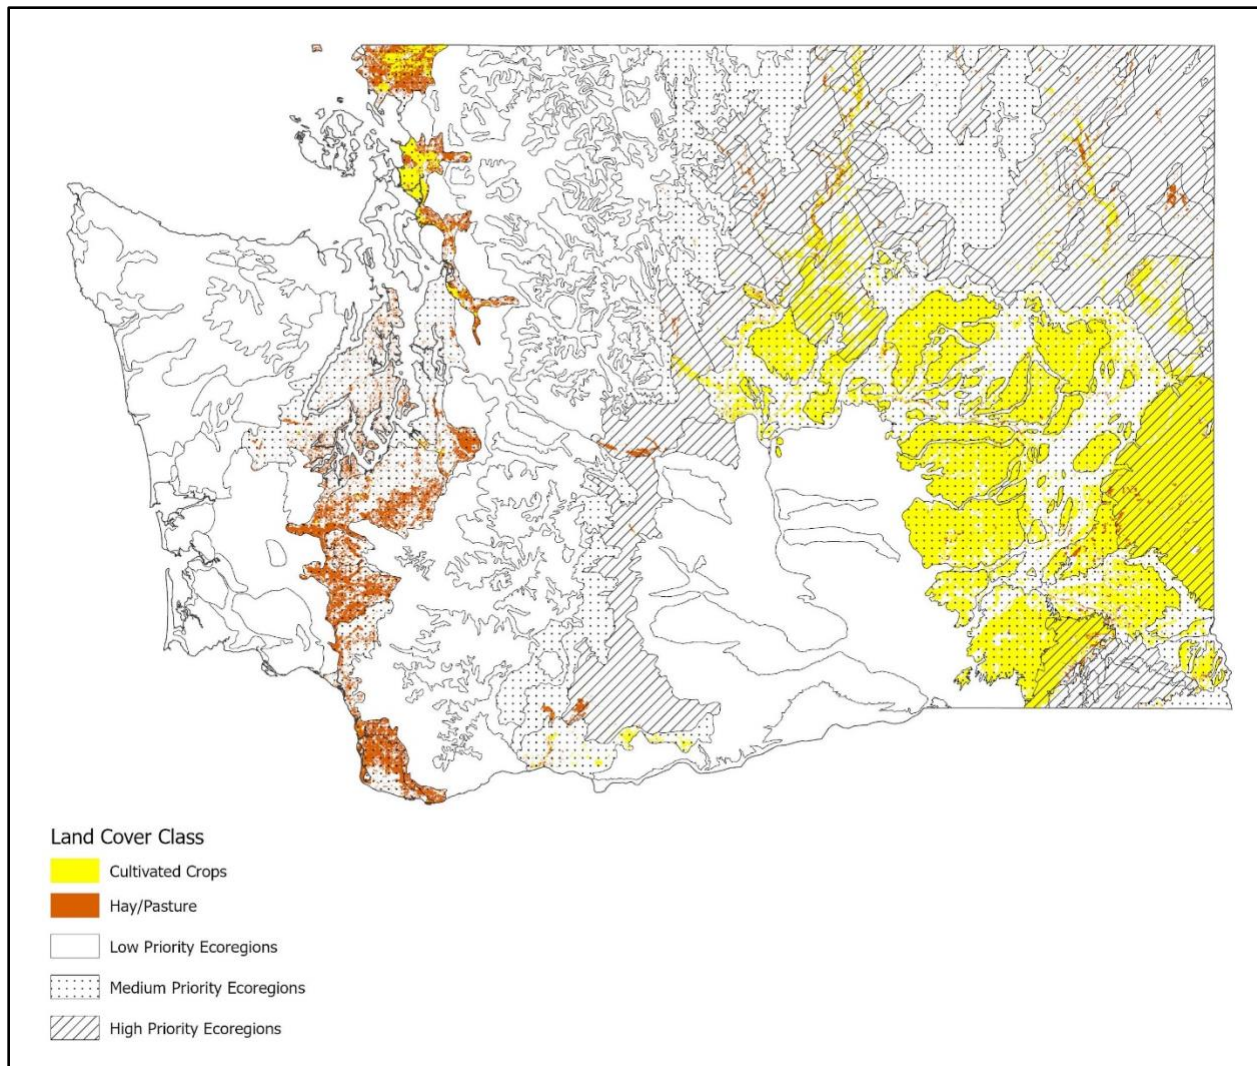 Land Cover Class
Cultivated Crops
Hay/Pasture
Low Priority Ecoregions
Medium Priority Ecoregions
High Priority Ecoregions